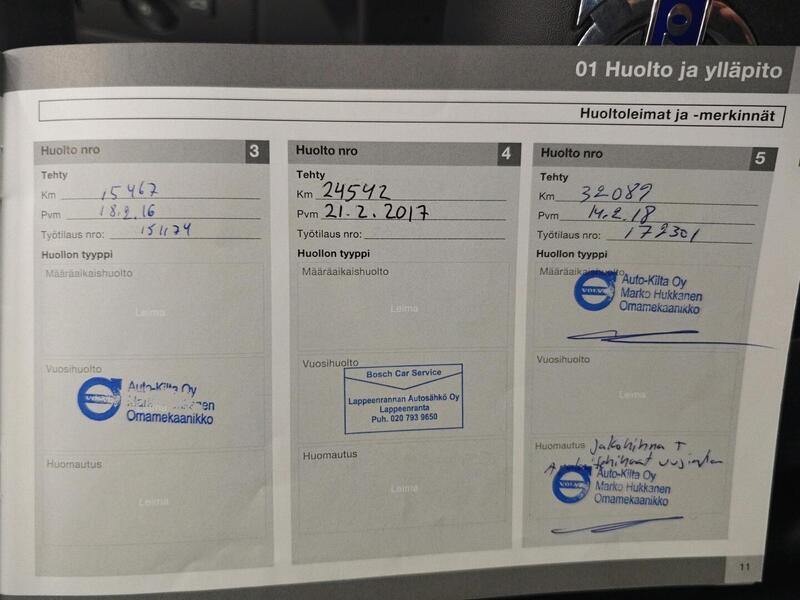 01 Huolto ja ylläpito
Huoltoleimat ja -merkinnät
Huolto nro 3
Tehty
Km 15467
Pvm 18.2.16
Työtilaus nro: 151174
Huollon tyyppi
Määräaikaishuolto
Leima
Vuosihuolto
VOLVO
Auto-Kilta Oy
Omamekaanikko
Huomautus
Leima
Huolto nro 4
Tehty
Km 24542
Pvm 21.2.2017
Työtilaus nro:
Huollon tyyppi
Määräaikaishuolto
Leima
Vuosihuolto
Bosch Car Service
Lappeenrannan Autosähkö Oy
Lappeenranta
Puh. 020 793 9650
Huomautus
Leima
Huolto nro 5
Tehty
Km 32089
Pvm 14.2.18
Työtilaus nro: 172301
Huollon tyyppi
Määräaikaishuolto
VOLVO
Auto-Kilta Oy
Marko Hukkanen
Omamekaanikko
Vuosihuolto
Leima
Huomautus Jakohihna
VOLVO
Auto-Kilta Oy
Marko Hukkanen
Omamekaanikko
11